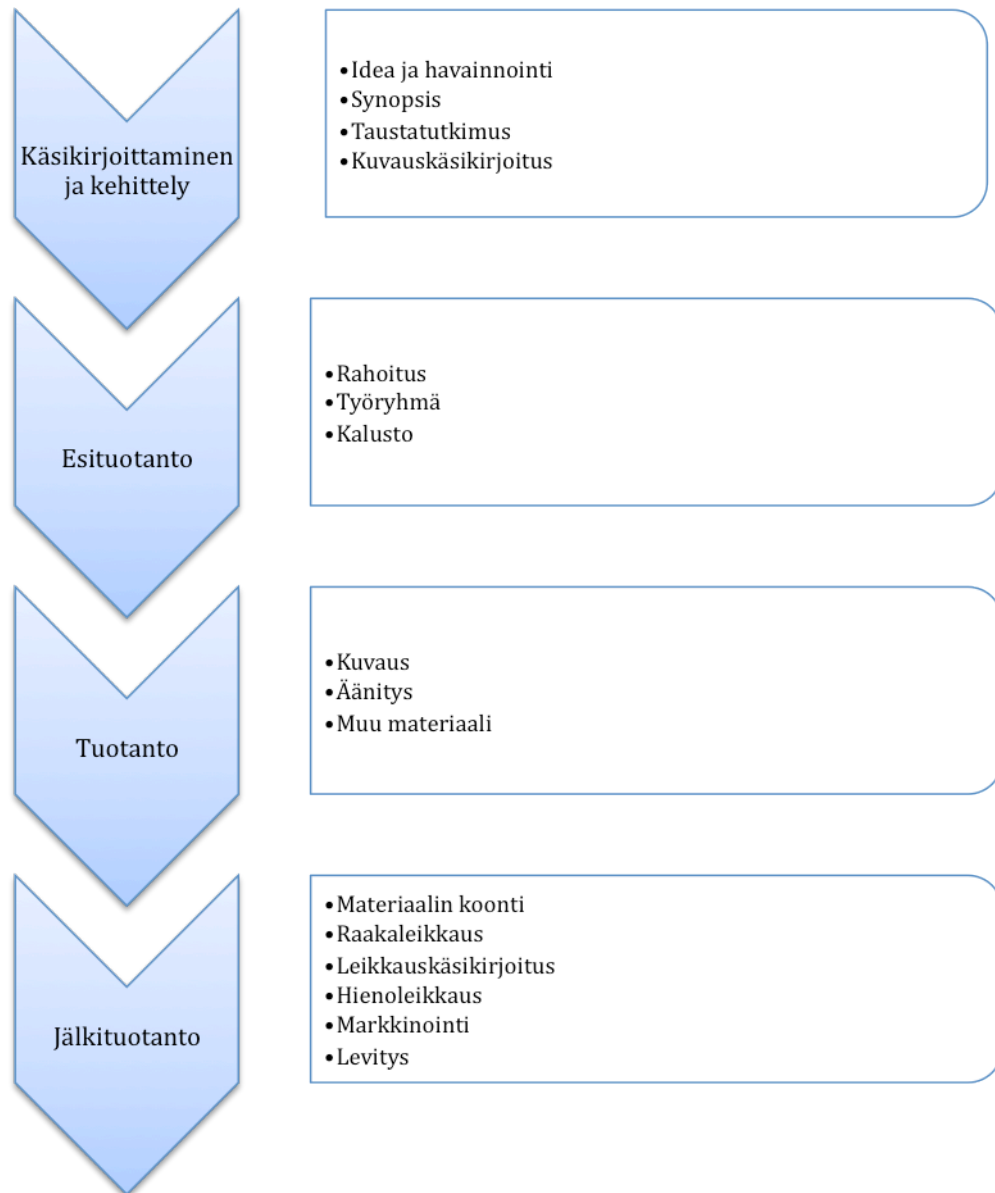 Käsikirjoittaminen
ja kehittely
•Idea ja havainnointi
•Synopsis
•Taustatutkimus
•Kuvauskäsikirjoitus
Esituotanto
•Rahoitus
•Työryhmä
•Kalusto
Tuotanto
•Kuvaus
•Äänitys
•Muu materiaali
Jälkituotanto
•Materiaalin koonti
•Raakaleikkaus
•Leikkauskäsikirjoitus
•Hienoleikkaus
•Markkinointi
•Levitys